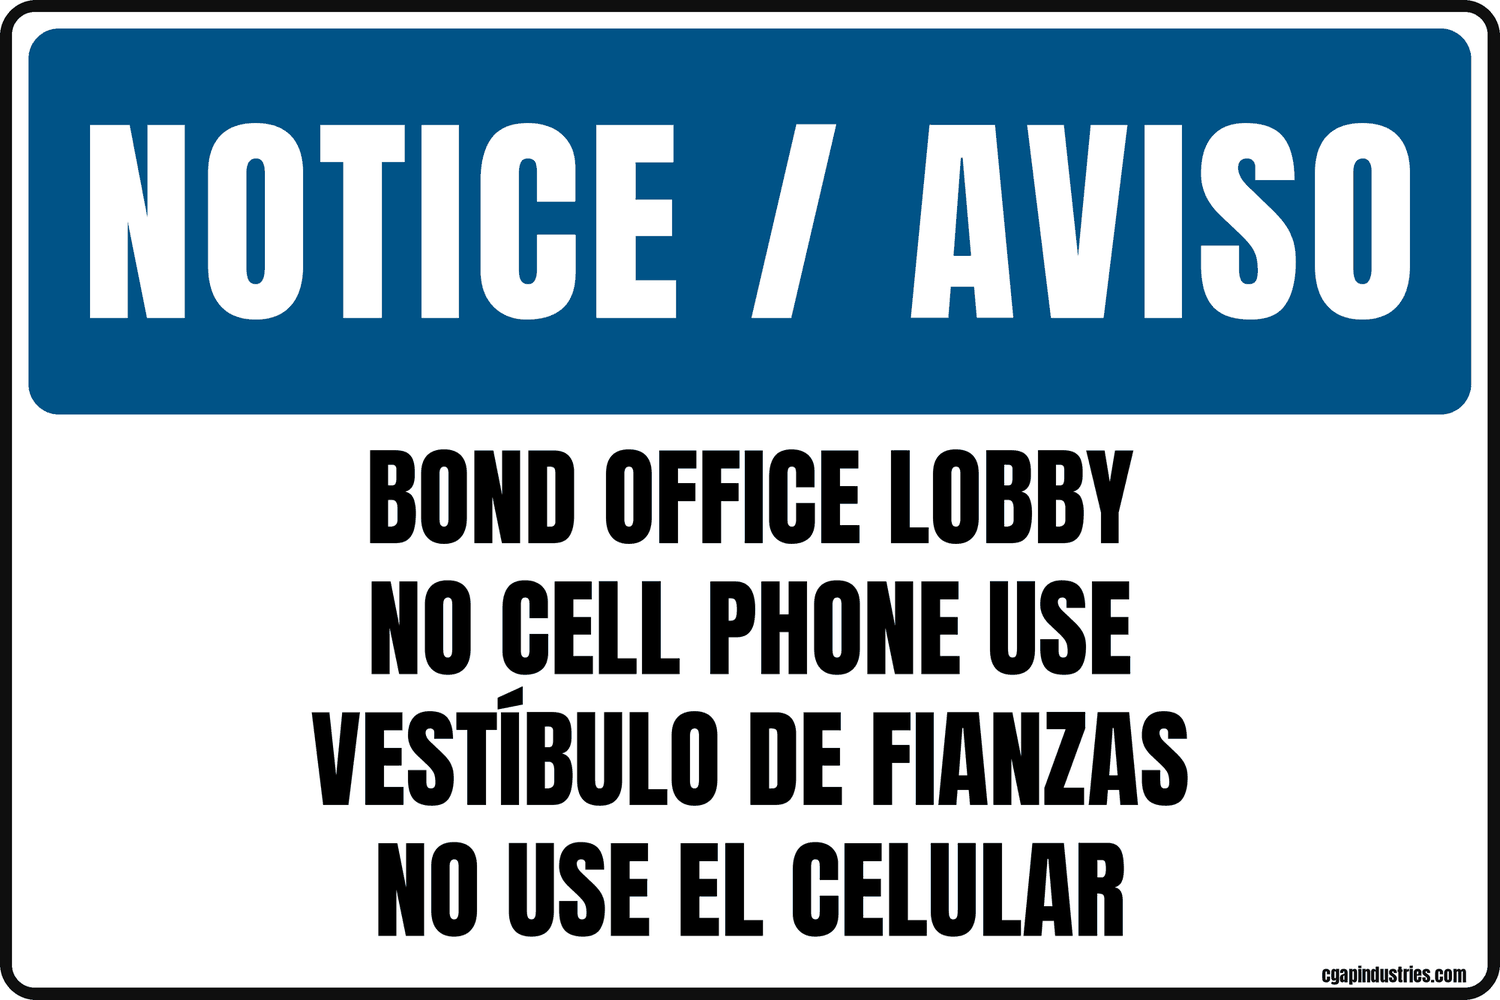 NOTICE / AVISO
BOND OFFICE LOBBY
NO CELL PHONE USE
VESTÍBULO DE FIANZAS
NO USE EL CELULAR
cgapindustries.com